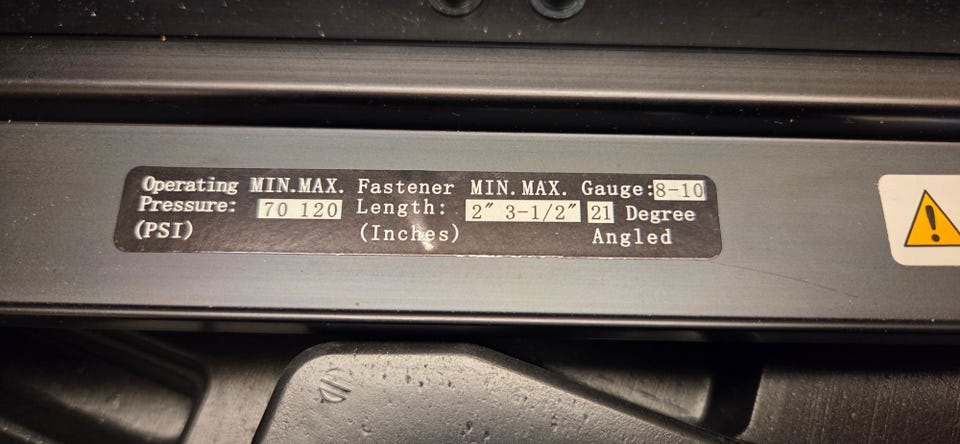 Operating MIN.MAX. Fastener MIN.MAX. Gauge:8-10
Pressure: 70 120 Length: 2″ 3-1/2″ 21 Degree
(PSI) (Inches) Angled